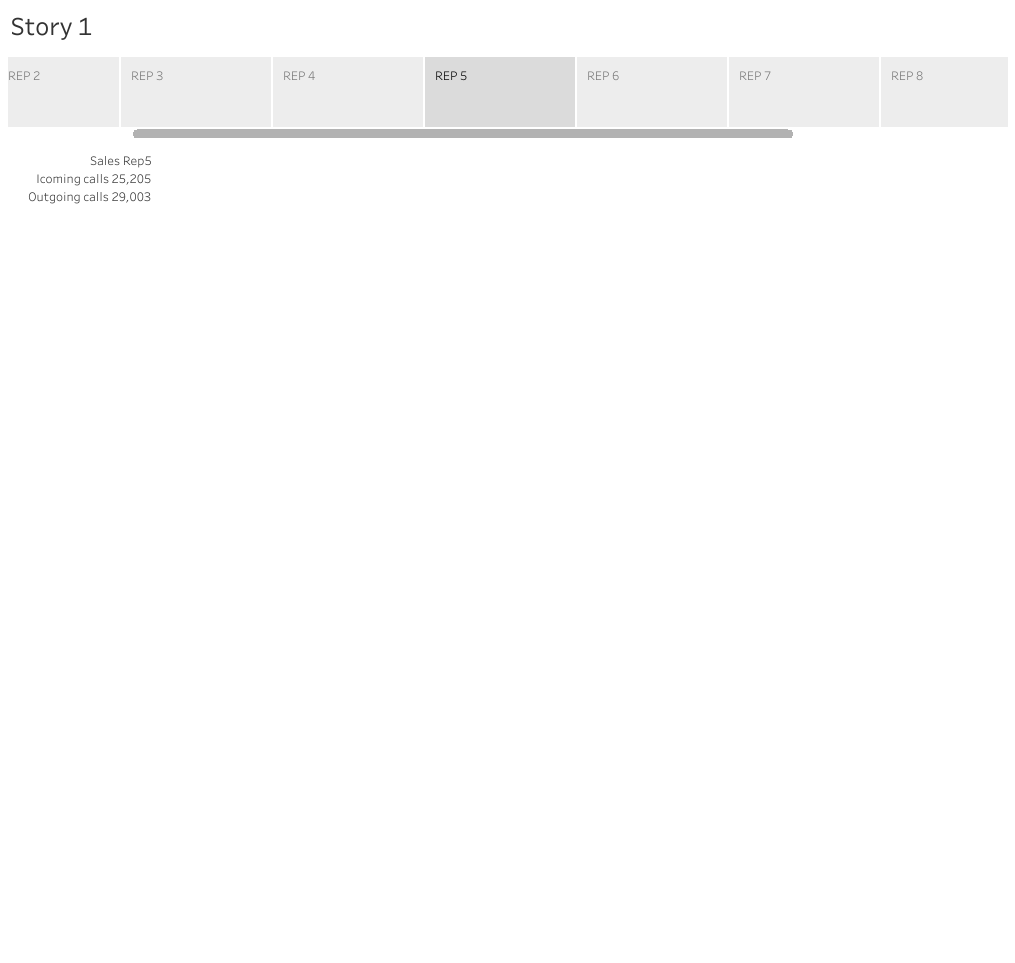 Story 1
REP 2
REP 3
REP 4
REP 5
REP 6
REP 7
REP 8
Sales Rep5
Icoming calls 25,205
Outgoing calls 29,003